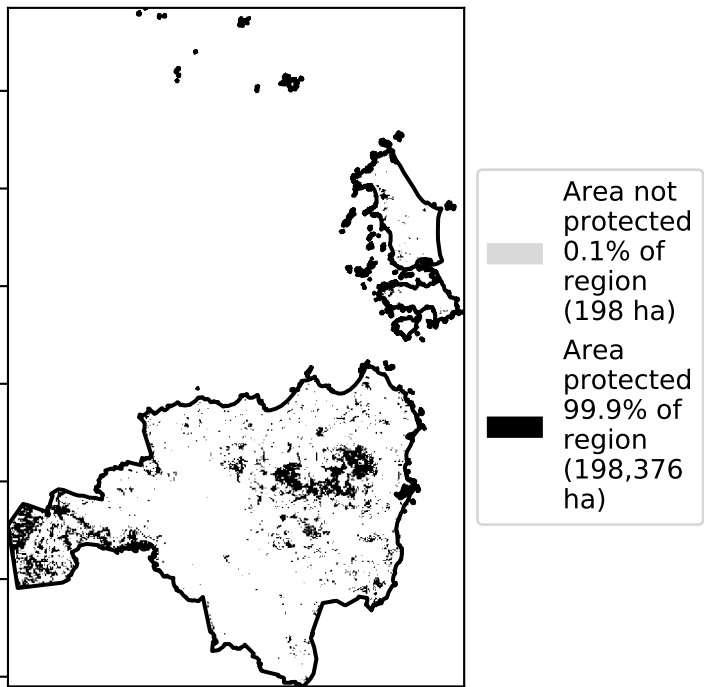 Area not
protected
0.1% of
region
(198 ha)
Area
protected
99.9% of
region
(198,376
ha)